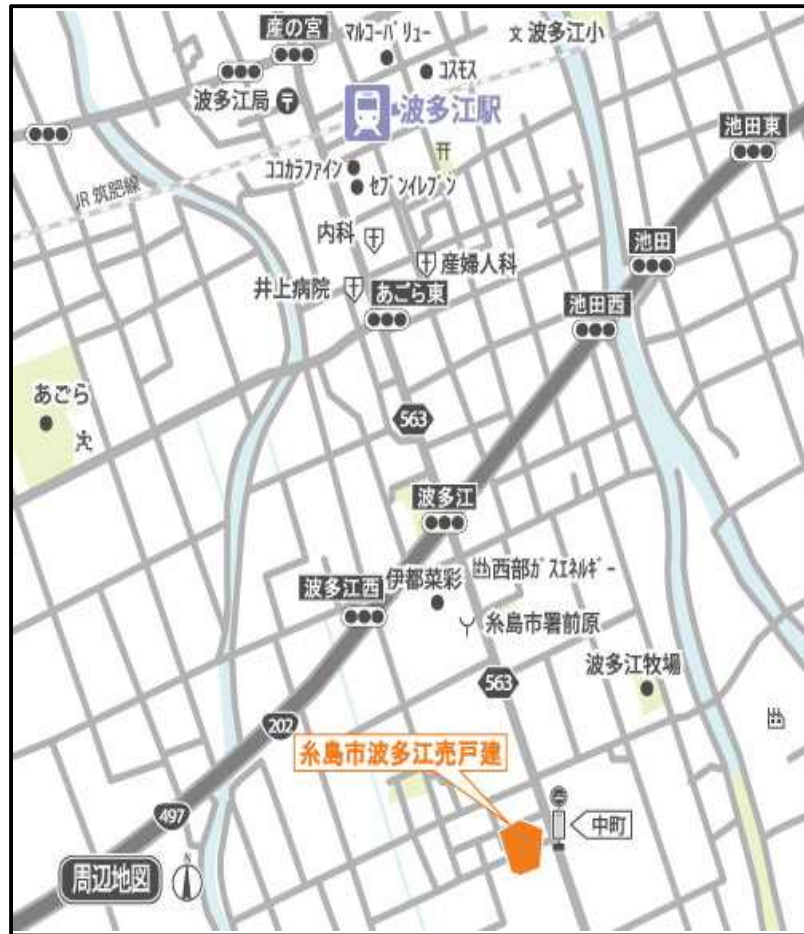 産の宮
マルコーバリュー
文 波多江小
コスモス
波多江局
波多江駅
池田東
ココカラファイン
セブンイレブン
JR 筑肥線
内科
産婦人科
池田
井上病院
あごら東
池田西
あごら
563
波多江
西部ガスエネルギー
伊都菜彩
波多江西
糸島市署前原
波多江牧場
563
202
糸島市波多江売戸建
497
中町
周辺地図
N